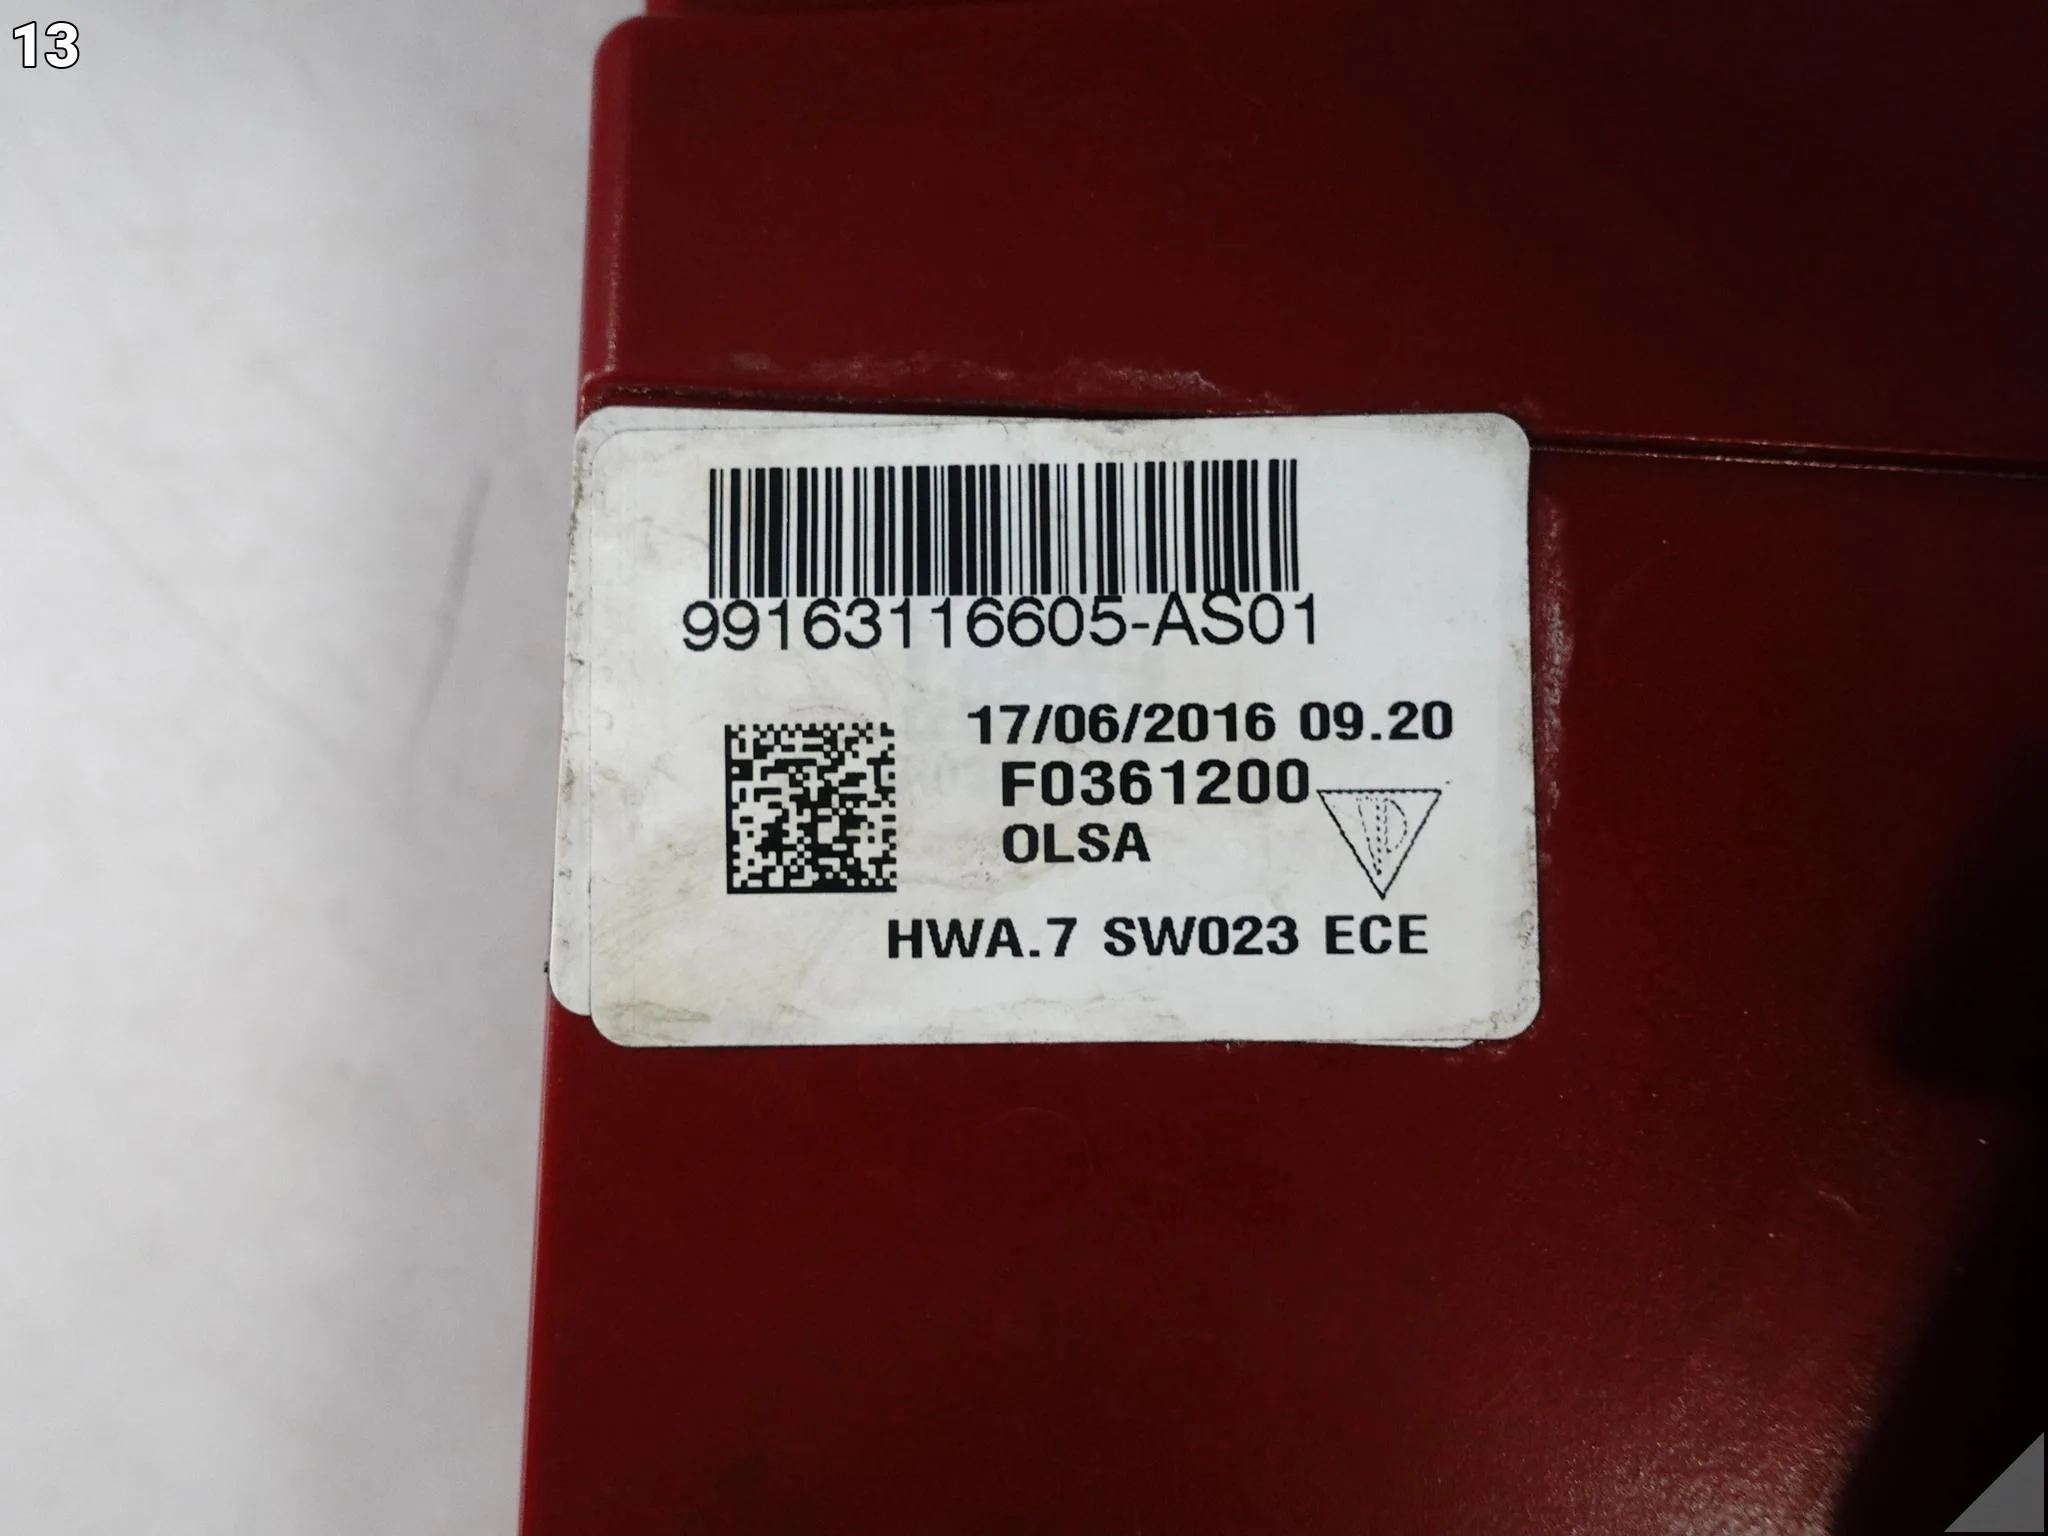 13
99163116605-AS01
17/06/2016 09.20
F0361200
OLSA
HWA.7 SW023 ECE